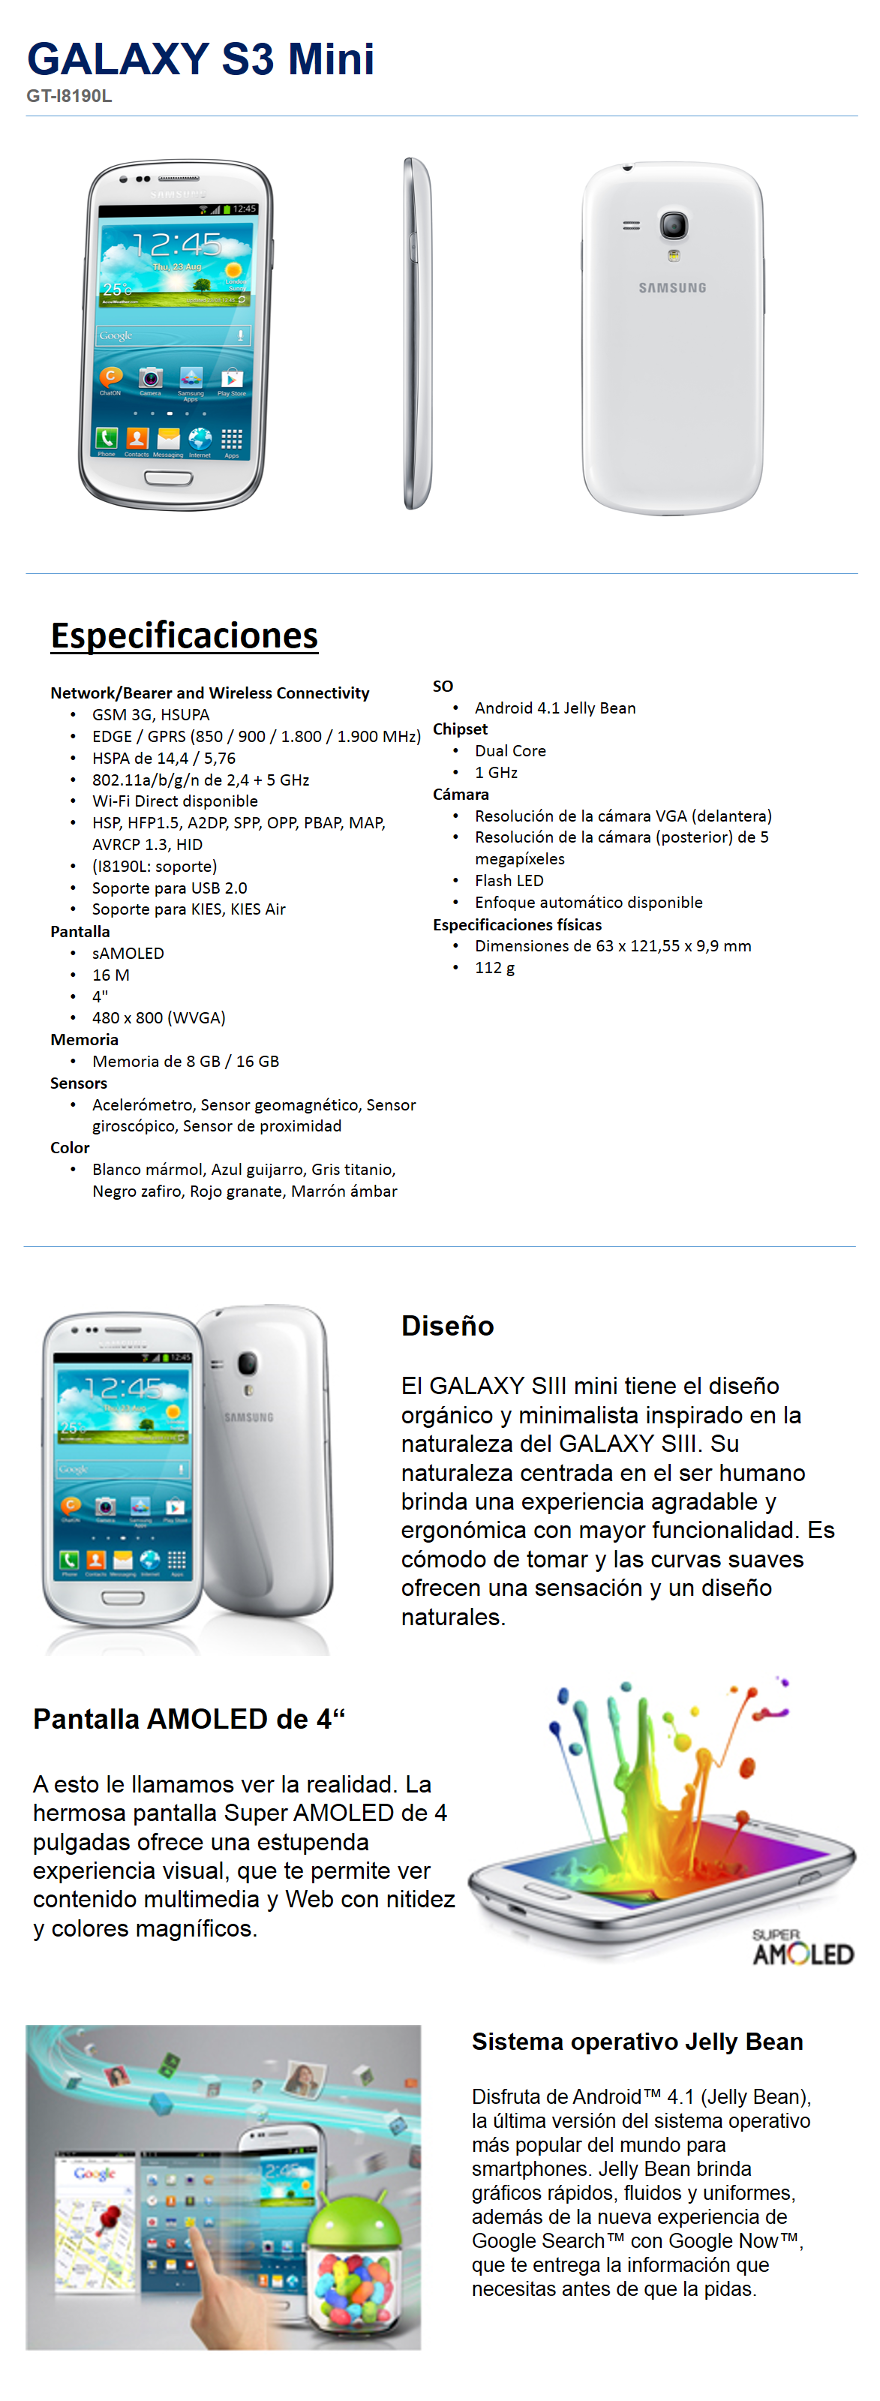 GALAXY S3 Mini
GT-I8190L
SAMSUNG
12:45
12:45
Thu, 23 Aug
25°c
London
Sunny
Google
ChatON
Camera
Samsung Apps
Play Store
Phone
Contacts
Messaging
Internet
Apps
SAMSUNG
Especificaciones
Network/Bearer and Wireless Connectivity
• GSM 3G, HSUPA
• EDGE / GPRS (850 / 900 / 1.800 / 1.900 MHz)
• HSPA de 14,4 / 5,76
• 802.11a/b/g/n de 2,4 + 5 GHz
• Wi-Fi Direct disponible
• HSP, HFP1.5, A2DP, SPP, OPP, PBAP, MAP,
AVRCP 1.3, HID
• (I8190L: soporte)
• Soporte para USB 2.0
• Soporte para KIES, KIES Air
Pantalla
• sAMOLED
• 16 M
• 4"
• 480 x 800 (WVGA)
Memoria
• Memoria de 8 GB / 16 GB
Sensors
• Acelerómetro, Sensor geomagnético, Sensor
giroscópico, Sensor de proximidad
Color
• Blanco mármol, Azul guijarro, Gris titanio,
Negro zafiro, Rojo granate, Marrón ámbar
SO
• Android 4.1 Jelly Bean
Chipset
• Dual Core
• 1 GHz
Cámara
• Resolución de la cámara VGA (delantera)
• Resolución de la cámara (posterior) de 5
megapíxeles
• Flash LED
• Enfoque automático disponible
Especificaciones físicas
• Dimensiones de 63 x 121,55 x 9,9 mm
• 112 g
12:45
12:45
25°c
Google
SAMSUNG
Diseño
El GALAXY SIII mini tiene el diseño
orgánico y minimalista inspirado en la
naturaleza del GALAXY SIII. Su
naturaleza centrada en el ser humano
brinda una experiencia agradable y
ergonómica con mayor funcionalidad. Es
cómodo de tomar y las curvas suaves
ofrecen una sensación y un diseño
naturales.
Pantalla AMOLED de 4“
A esto le llamamos ver la realidad. La
hermosa pantalla Super AMOLED de 4
pulgadas ofrece una estupenda
experiencia visual, que te permite ver
contenido multimedia y Web con nitidez
y colores magníficos.
SUPER
AMOLED
Google
12:45
Sistema operativo Jelly Bean
Disfruta de Android™ 4.1 (Jelly Bean),
la última versión del sistema operativo
más popular del mundo para
smartphones. Jelly Bean brinda
gráficos rápidos, fluidos y uniformes,
además de la nueva experiencia de
Google Search™ con Google Now™,
que te entrega la información que
necesitas antes de que la pidas.